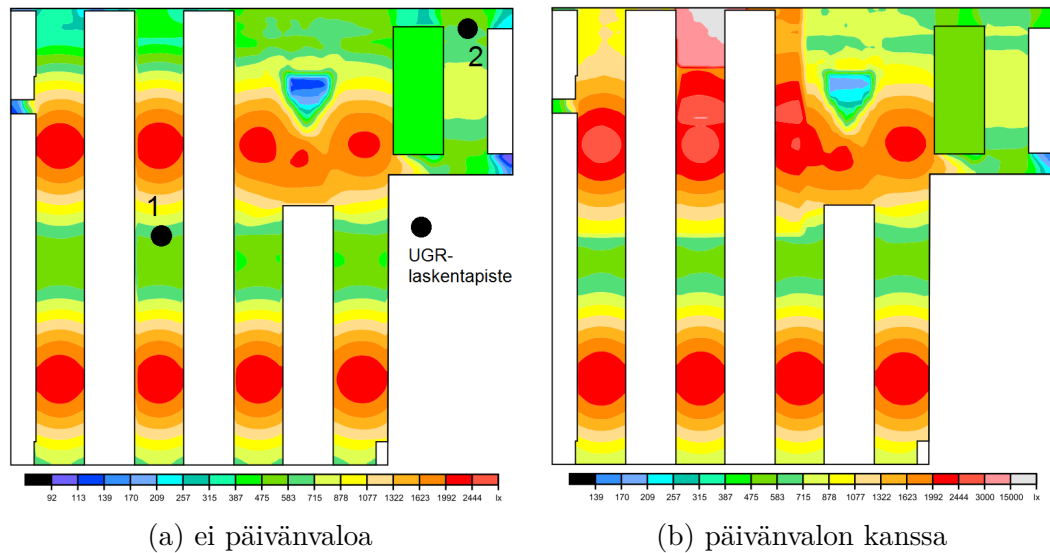 2
1
UGR-
laskentapiste
92 113 139 170 209 257 315 387 475 583 715 878 1077 1322 1623 1992 2444 lx
139 170 209 257 315 387 475 583 715 878 1077 1322 1623 1992 2444 3000 15000 lx
(a) ei päivänvaloa
(b) päivänvalon kanssa